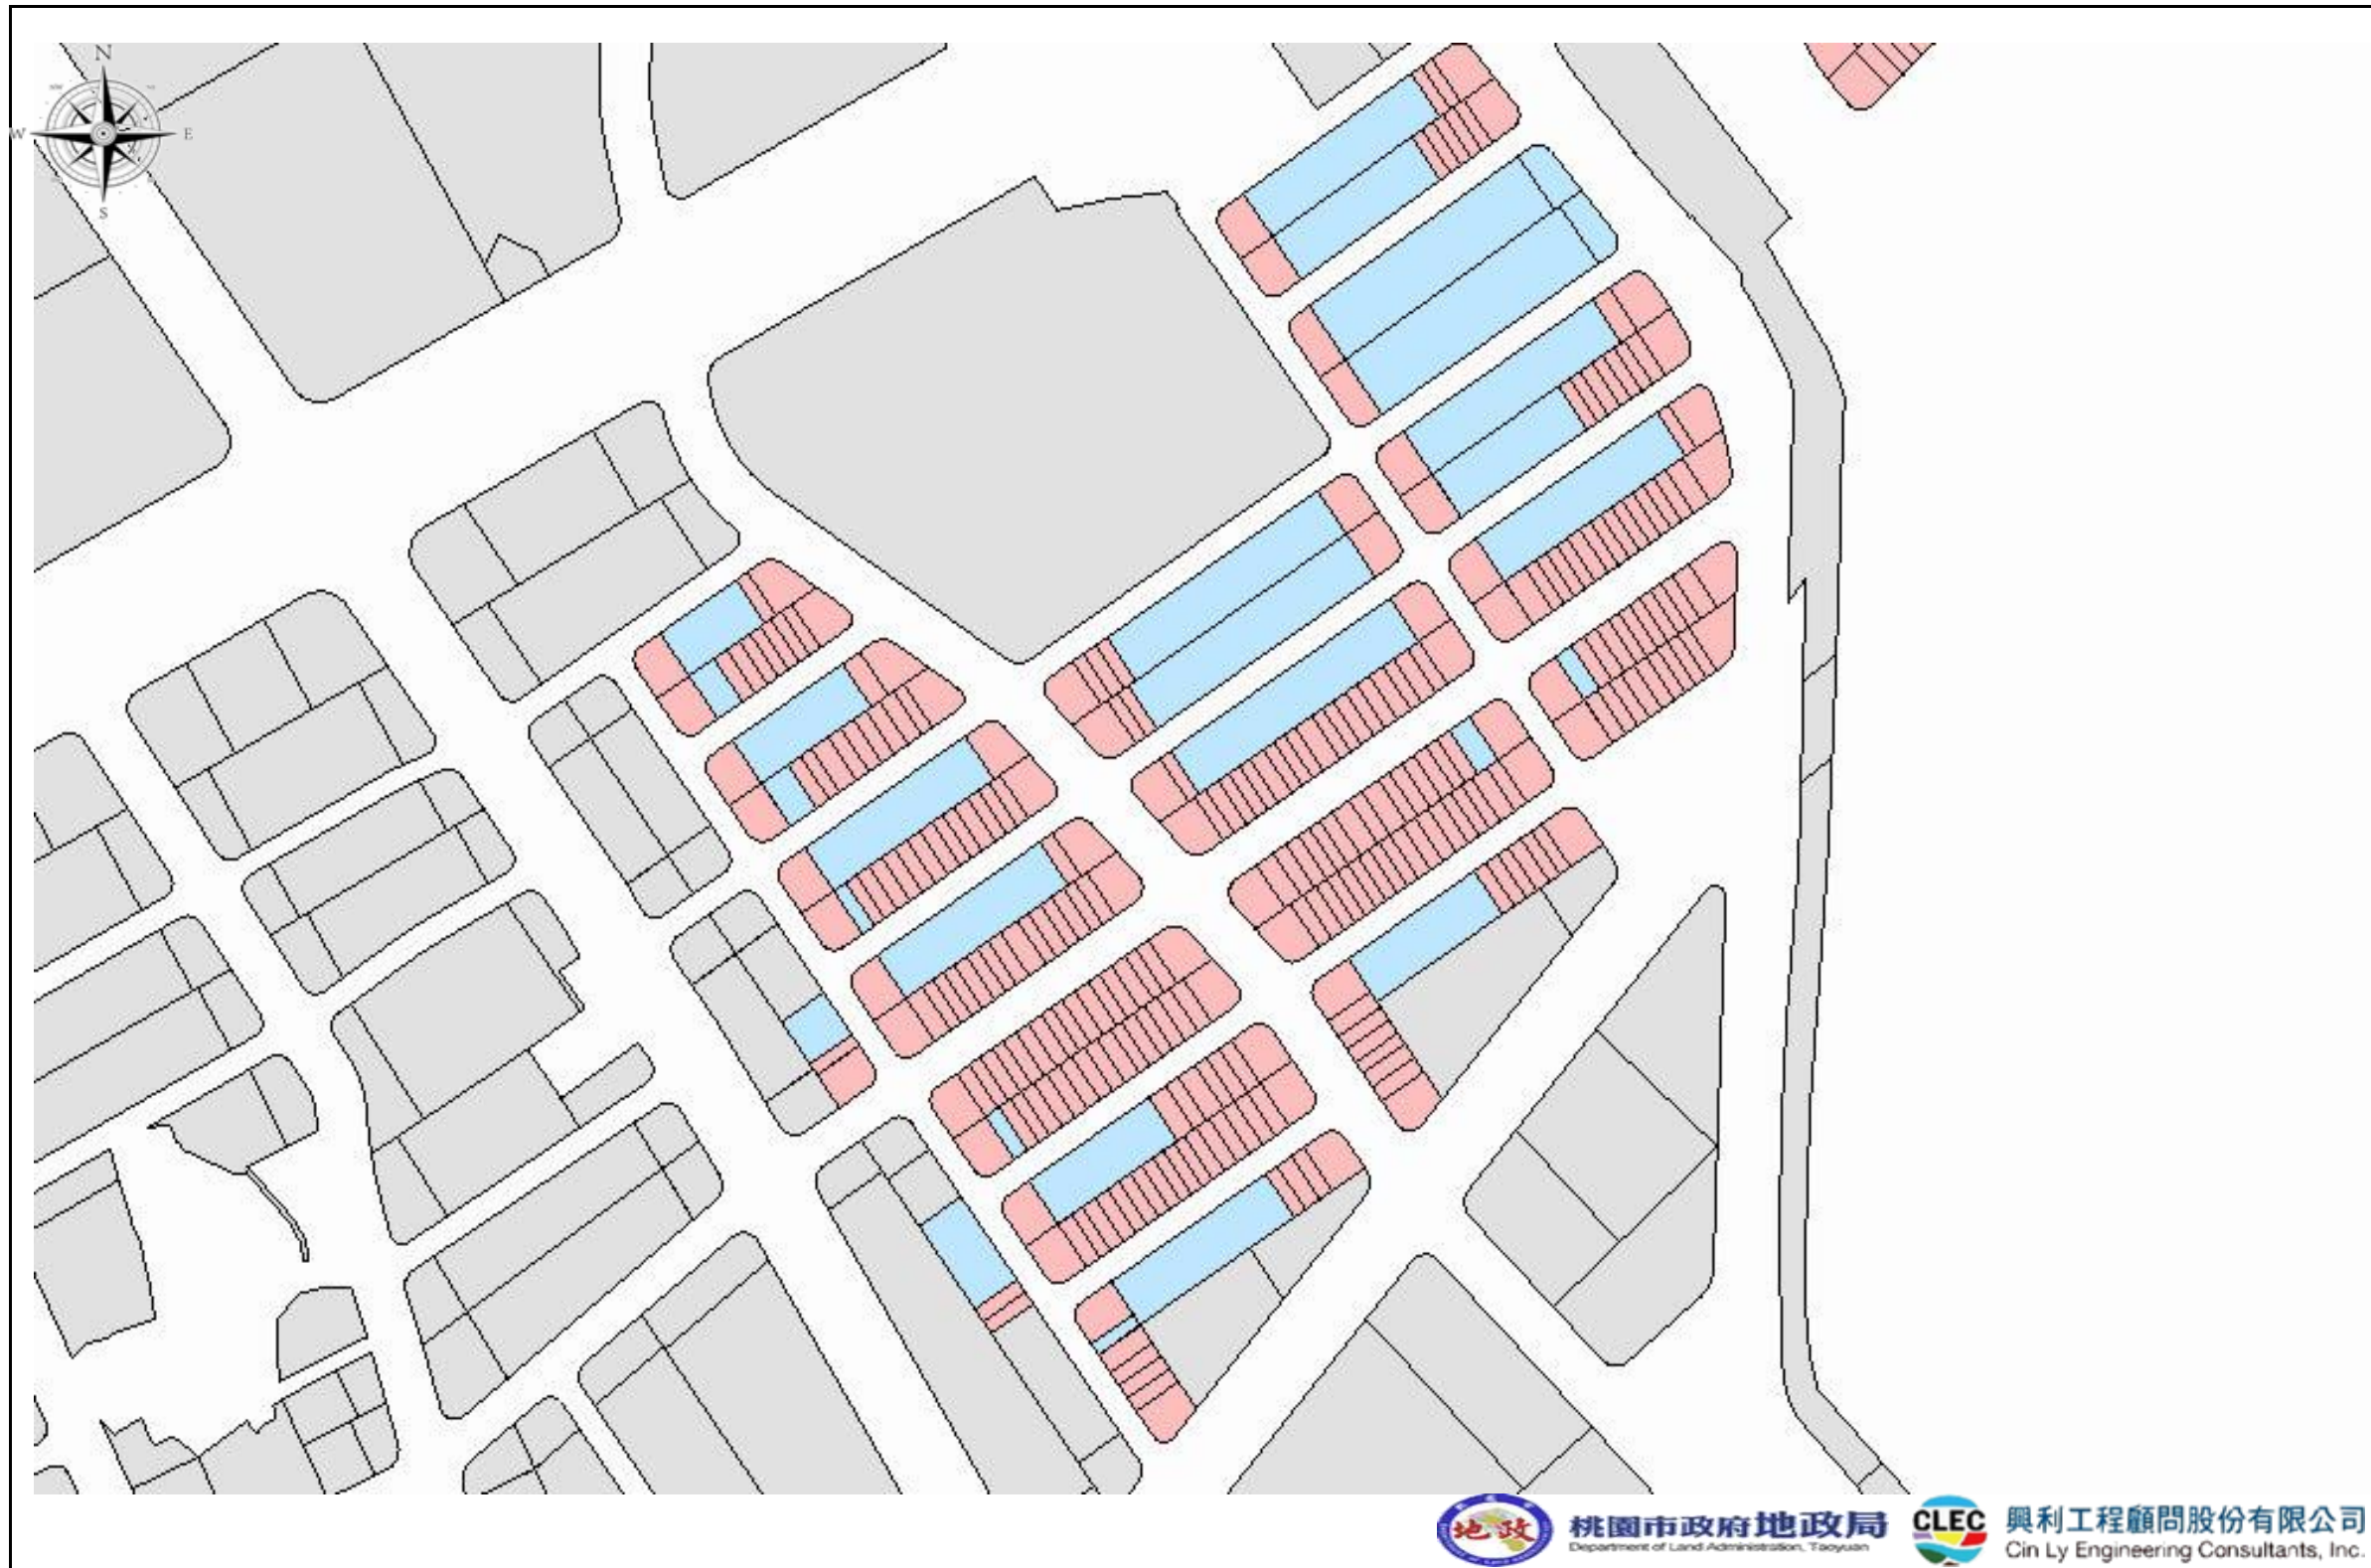 N
W
E
S
地政
桃園市政府地政局
Department of Land Administration, Taoyuan
CLEC
興利工程顧問股份有限公司
Cin Ly Engineering Consultants, Inc.